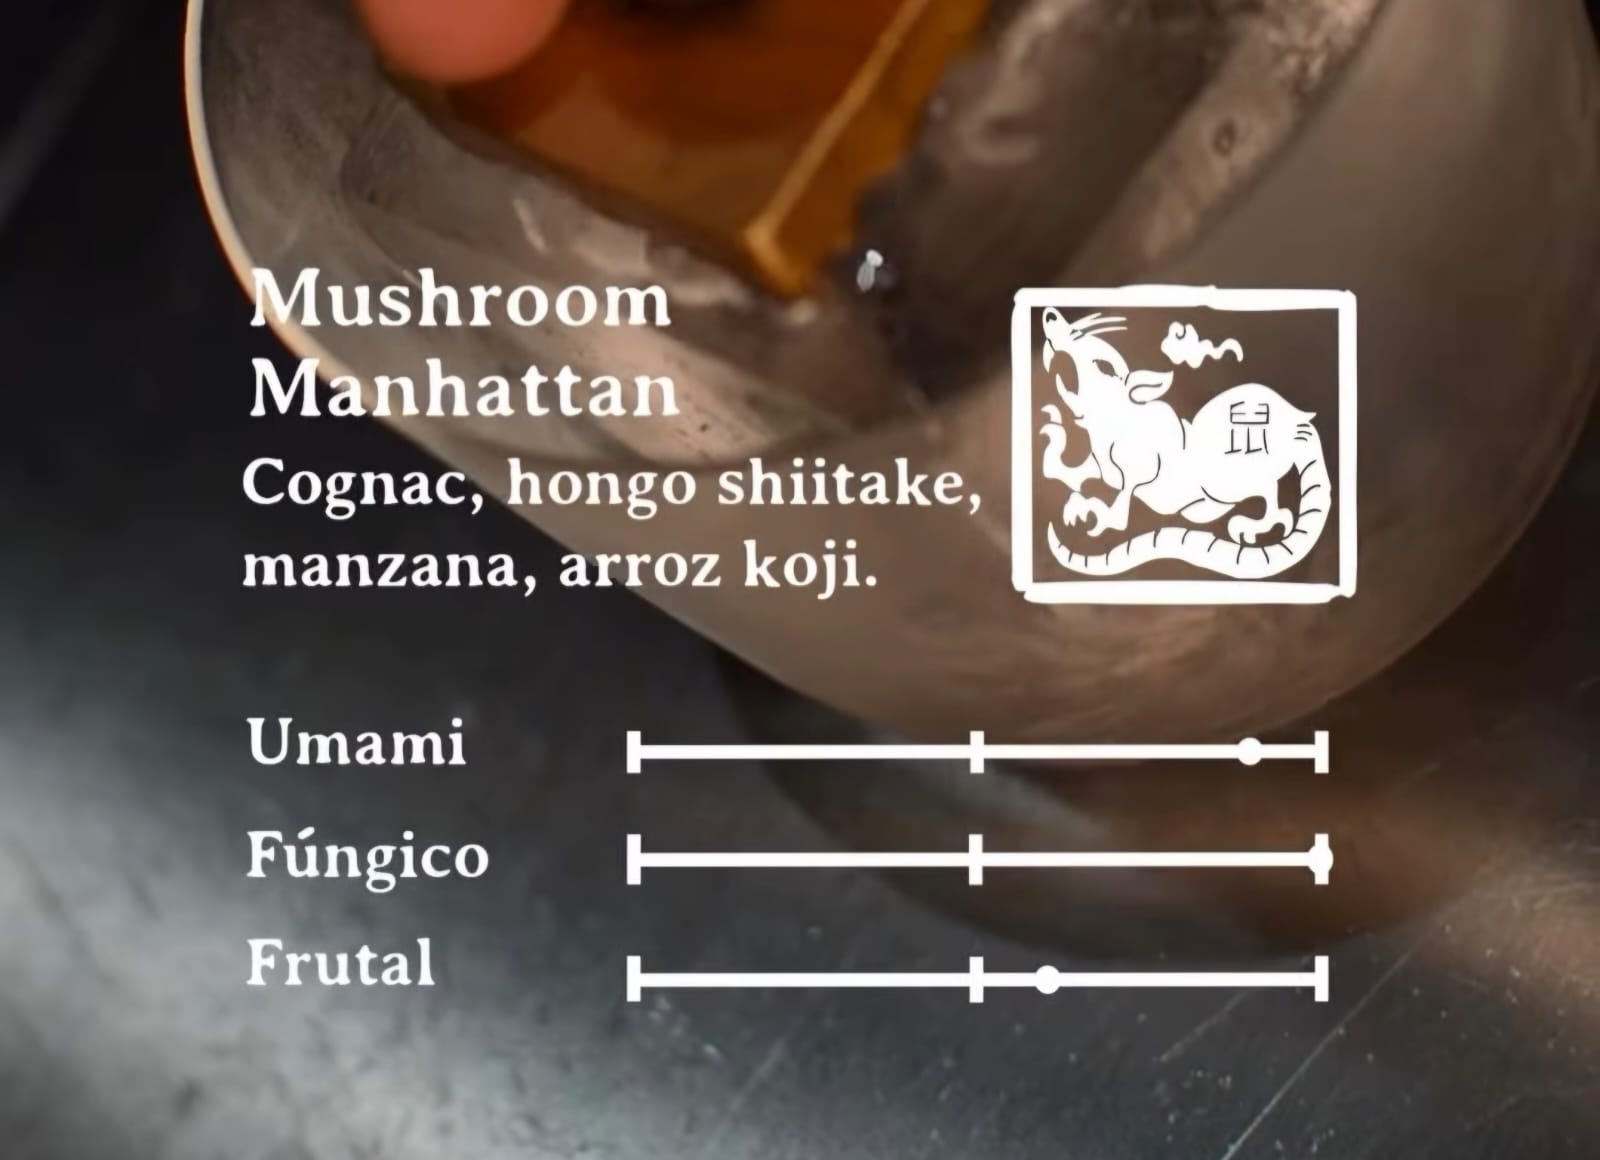 Mushroom
Manhattan
Cognac, hongo shiitake,
manzana, arroz koji.
鼠
Umami
Fúngico
Frutal